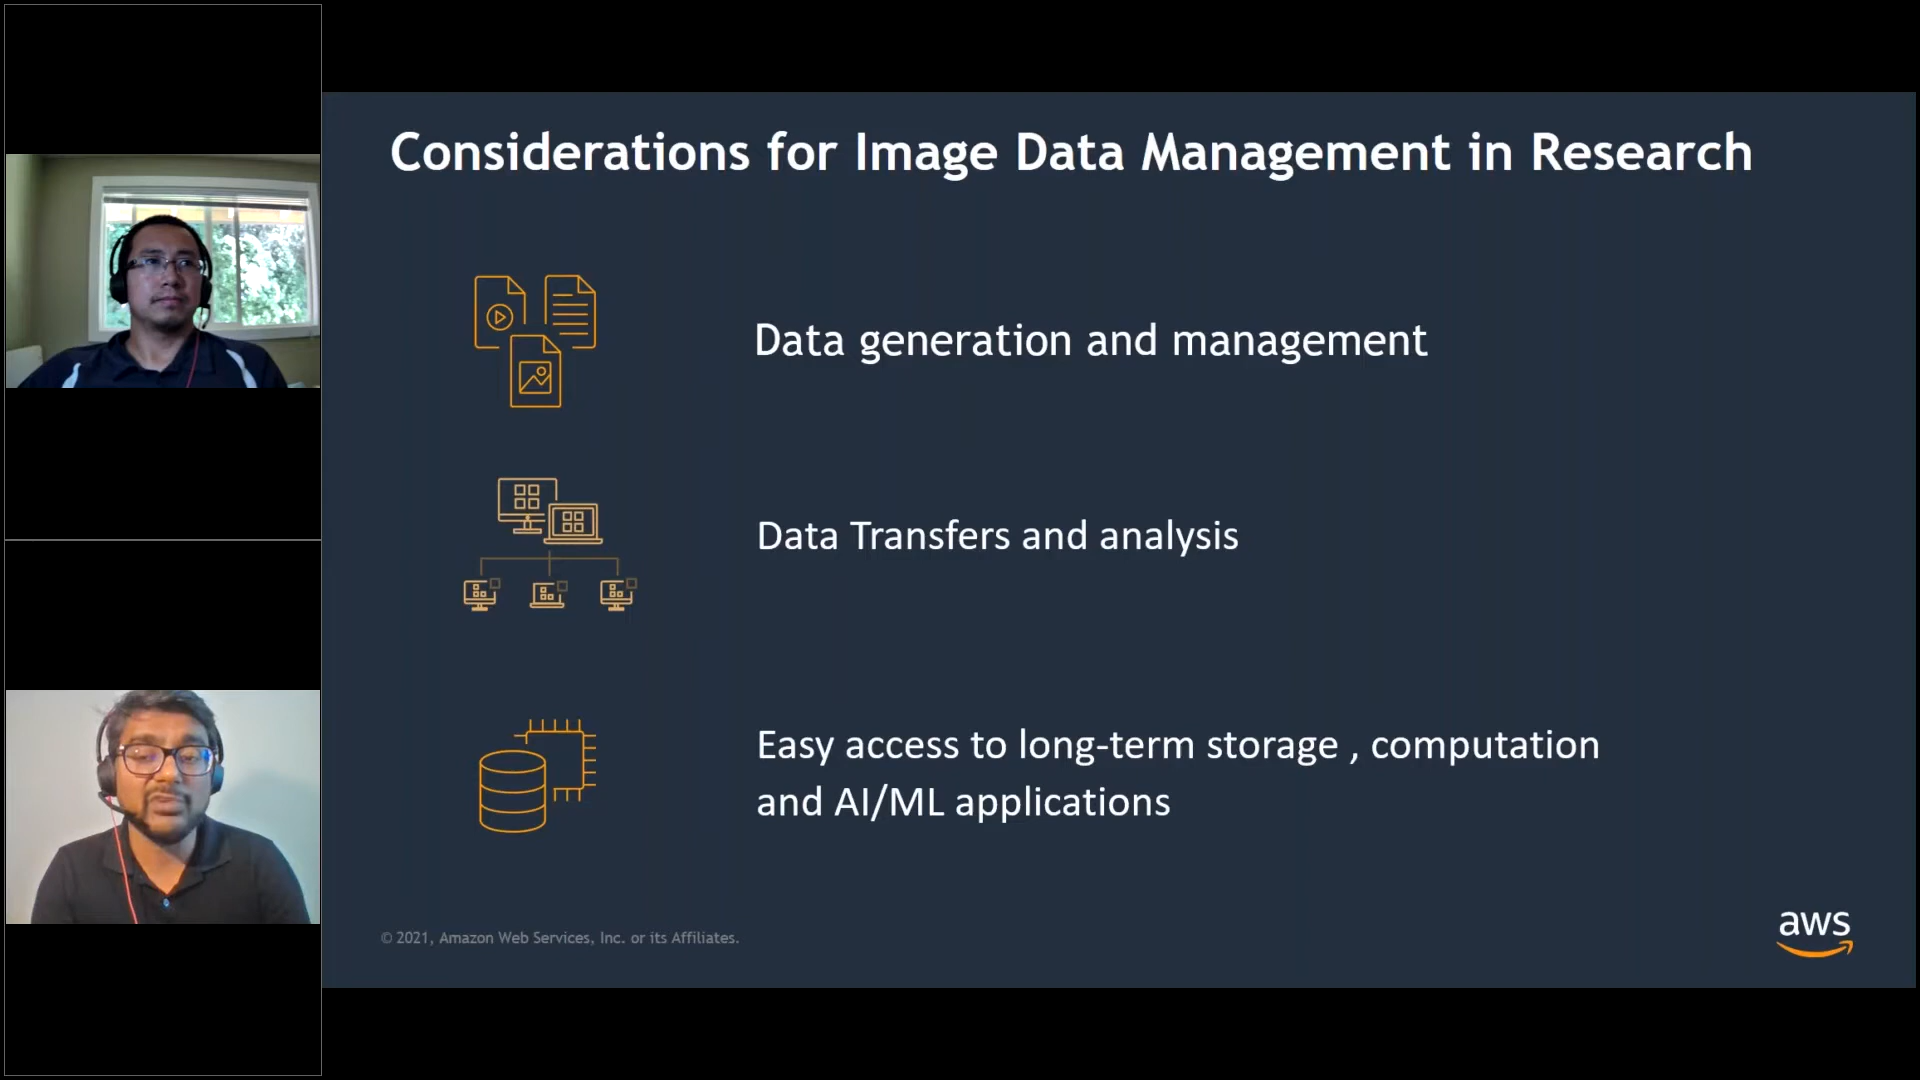 Considerations for Image Data Management in Research
Data generation and management
Data Transfers and analysis
Easy access to long-term storage , computation
and AI/ML applications
© 2021, Amazon Web Services, Inc. or its Affiliates.
aws